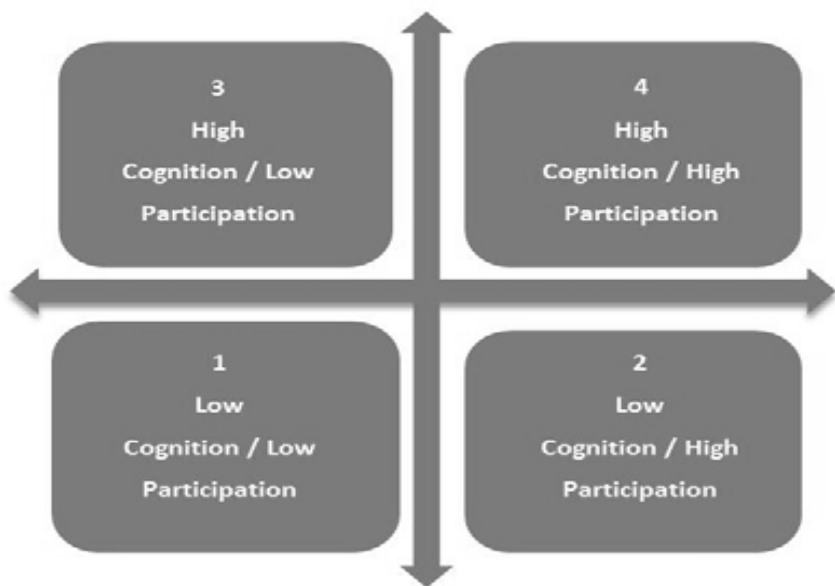 3
High
Cognition / Low
Participation
4
High
Cognition / High
Participation
1
Low
Cognition / Low
Participation
2
Low
Cognition / High
Participation